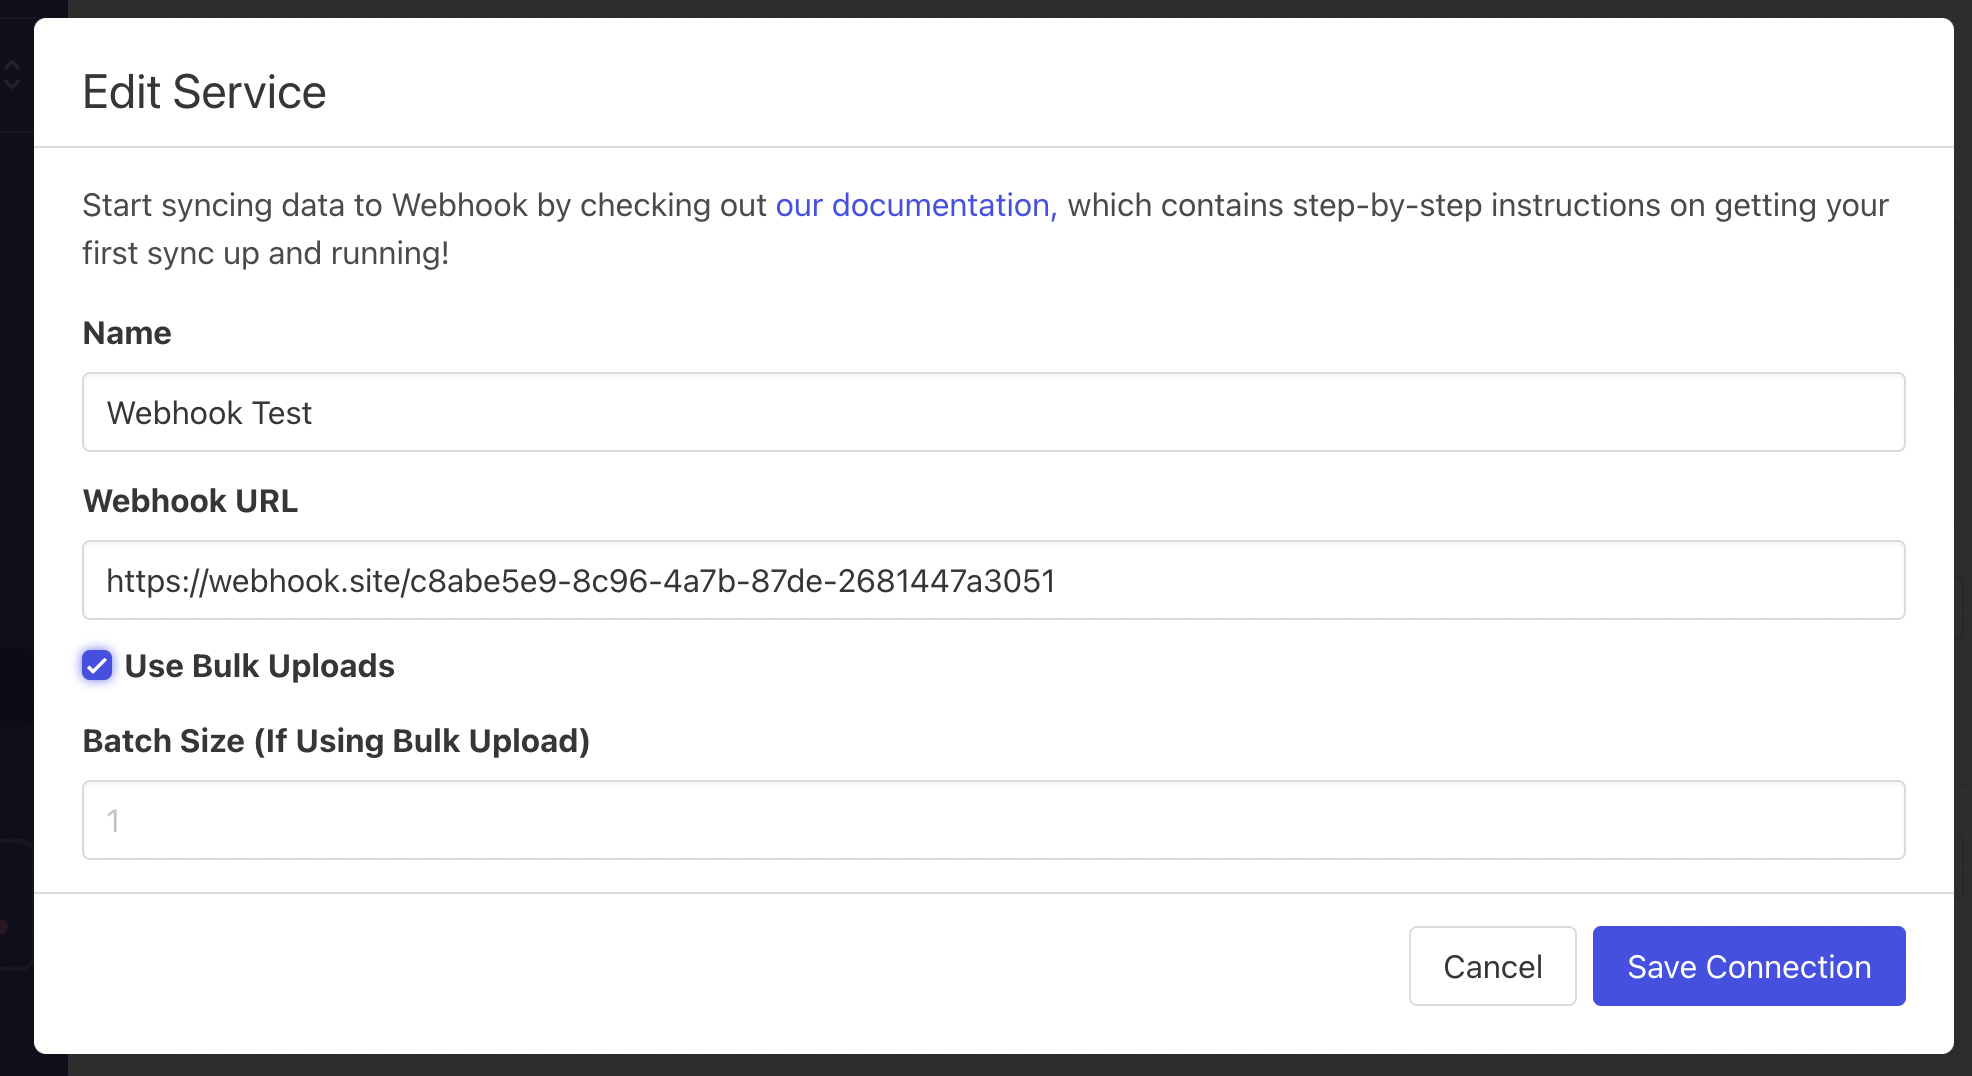 Edit Service
Start syncing data to Webhook by checking out our documentation, which contains step-by-step instructions on getting your
first sync up and running!
Name
Webhook Test
Webhook URL
https://webhook.site/c8abe5e9-8c96-4a7b-87de-2681447a3051
Use Bulk Uploads
Batch Size (If Using Bulk Upload)
1
Cancel
Save Connection